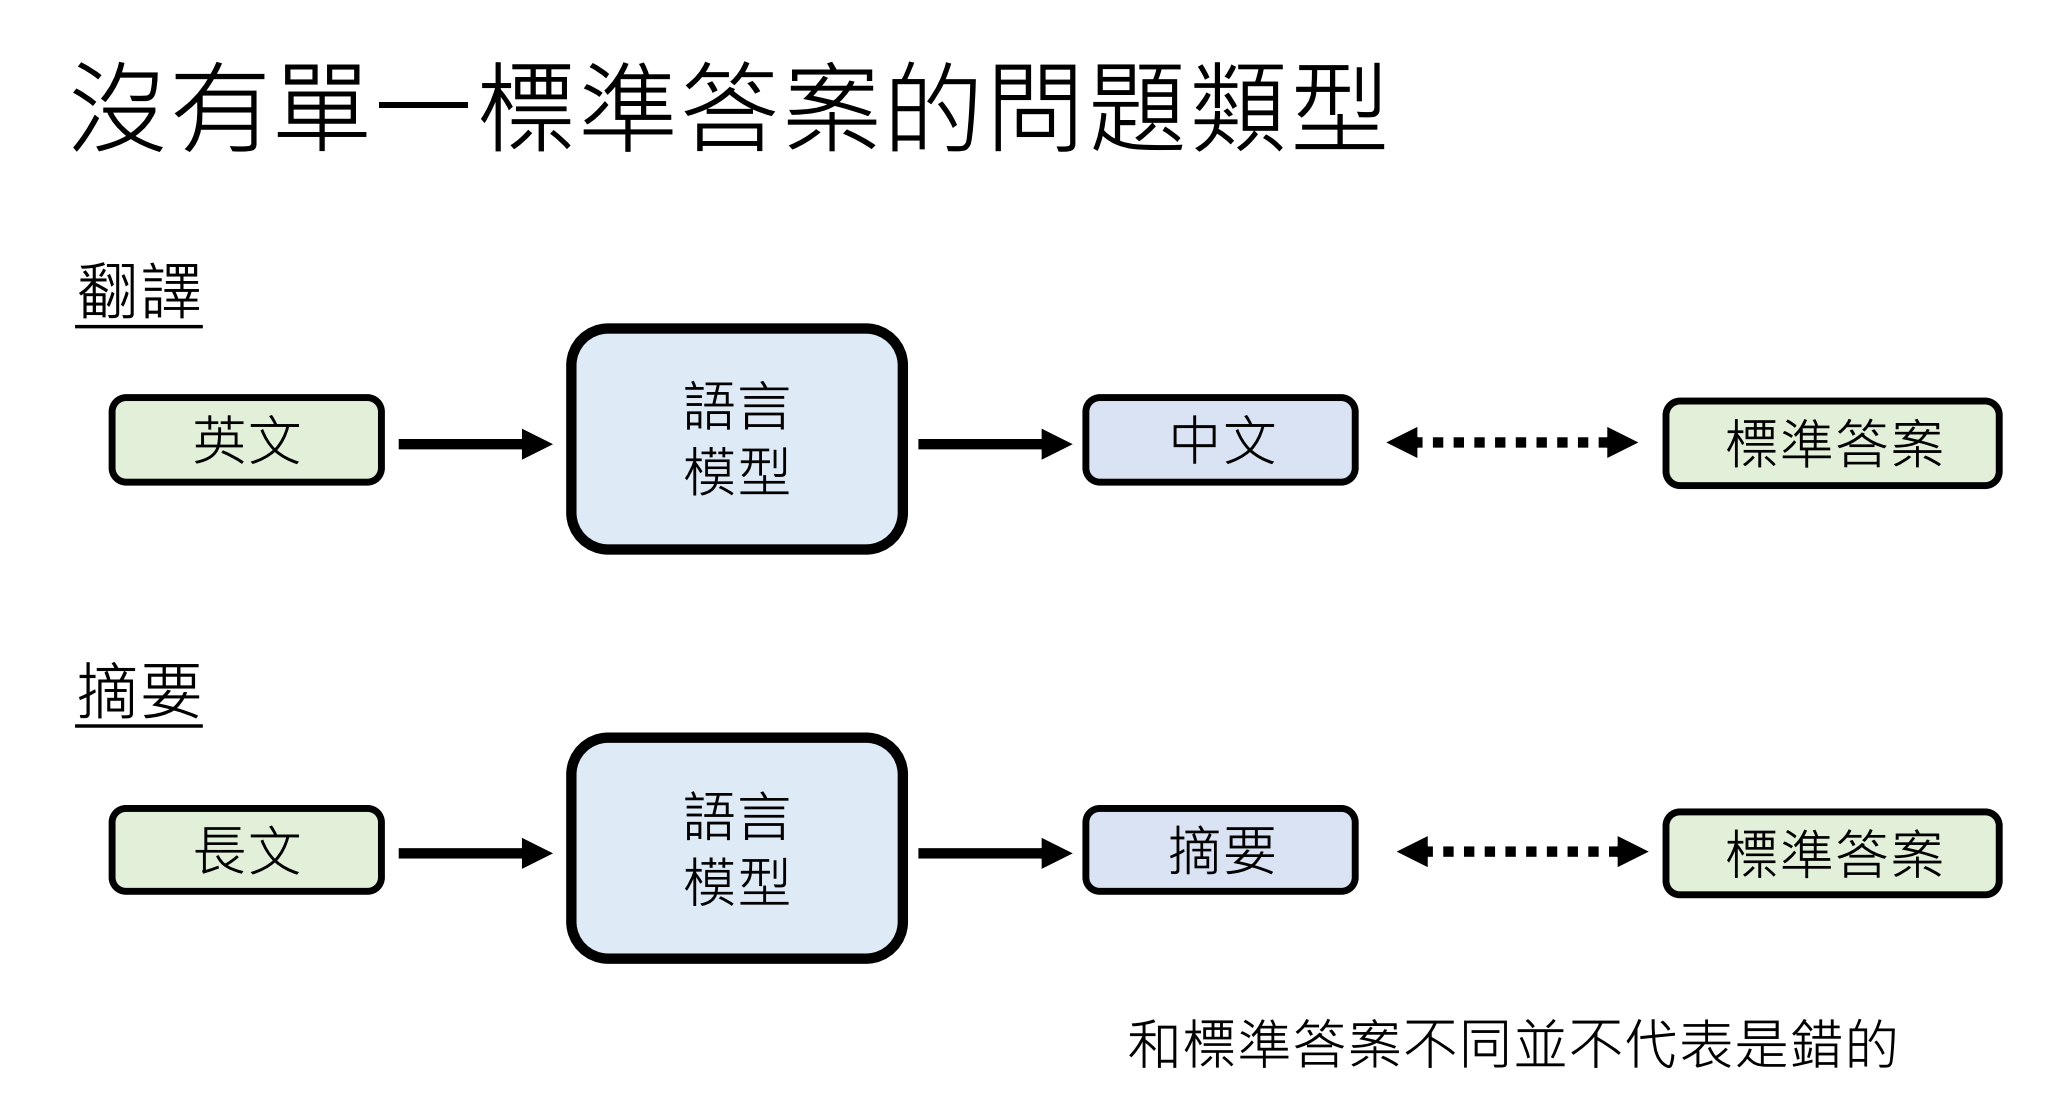 沒有單一標準答案的問題類型
翻譯
英文
語言
模型
中文
標準答案
摘要
長文
語言
模型
摘要
標準答案
和標準答案不同並不代表是錯的